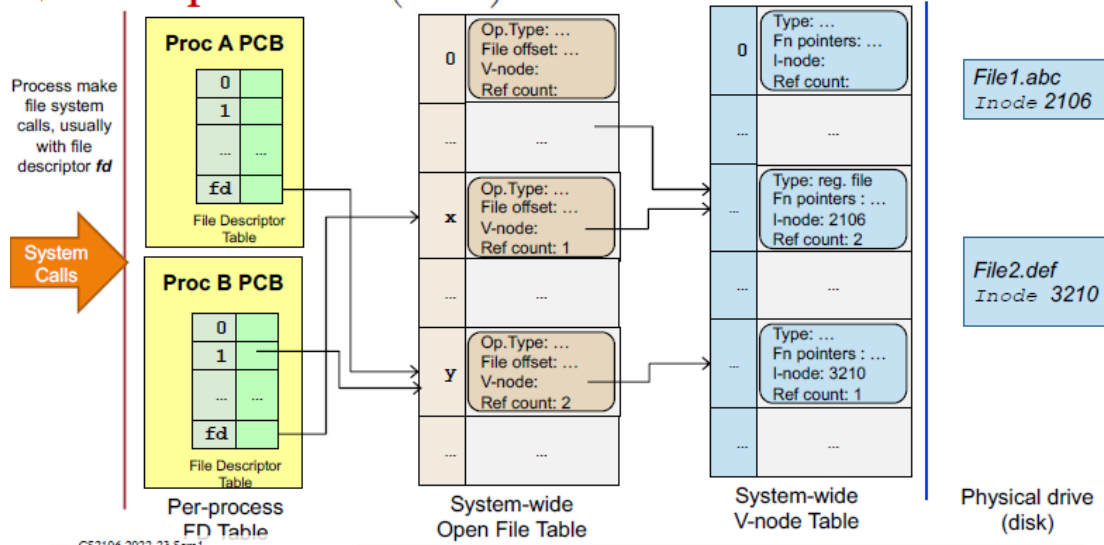 Proc A PCB
0
1
... ...
fd
File Descriptor
Table
Process make
file system
calls, usually
with file
descriptor fd
System
Calls
Proc B PCB
0
1
... ...
fd
File Descriptor
Table
Per-process
FD Table
0
Op.Type: ...
File offset: ...
V-node:
Ref count:
... ...
x
Op.Type: ...
File offset: ...
V-node:
Ref count: 1
... ...
y
Op.Type: ...
File offset: ...
V-node:
Ref count: 2
... ...
System-wide
Open File Table
0
Type: ...
Fn pointers: ...
I-node:
Ref count:
... ...
...
Type: reg. file
Fn pointers : ...
I-node: 2106
Ref count: 2
... ...
...
Type: ...
Fn pointers : ...
I-node: 3210
Ref count: 1
... ...
System-wide
V-node Table
File1.abc
Inode 2106
File2.def
Inode 3210
Physical drive
(disk)